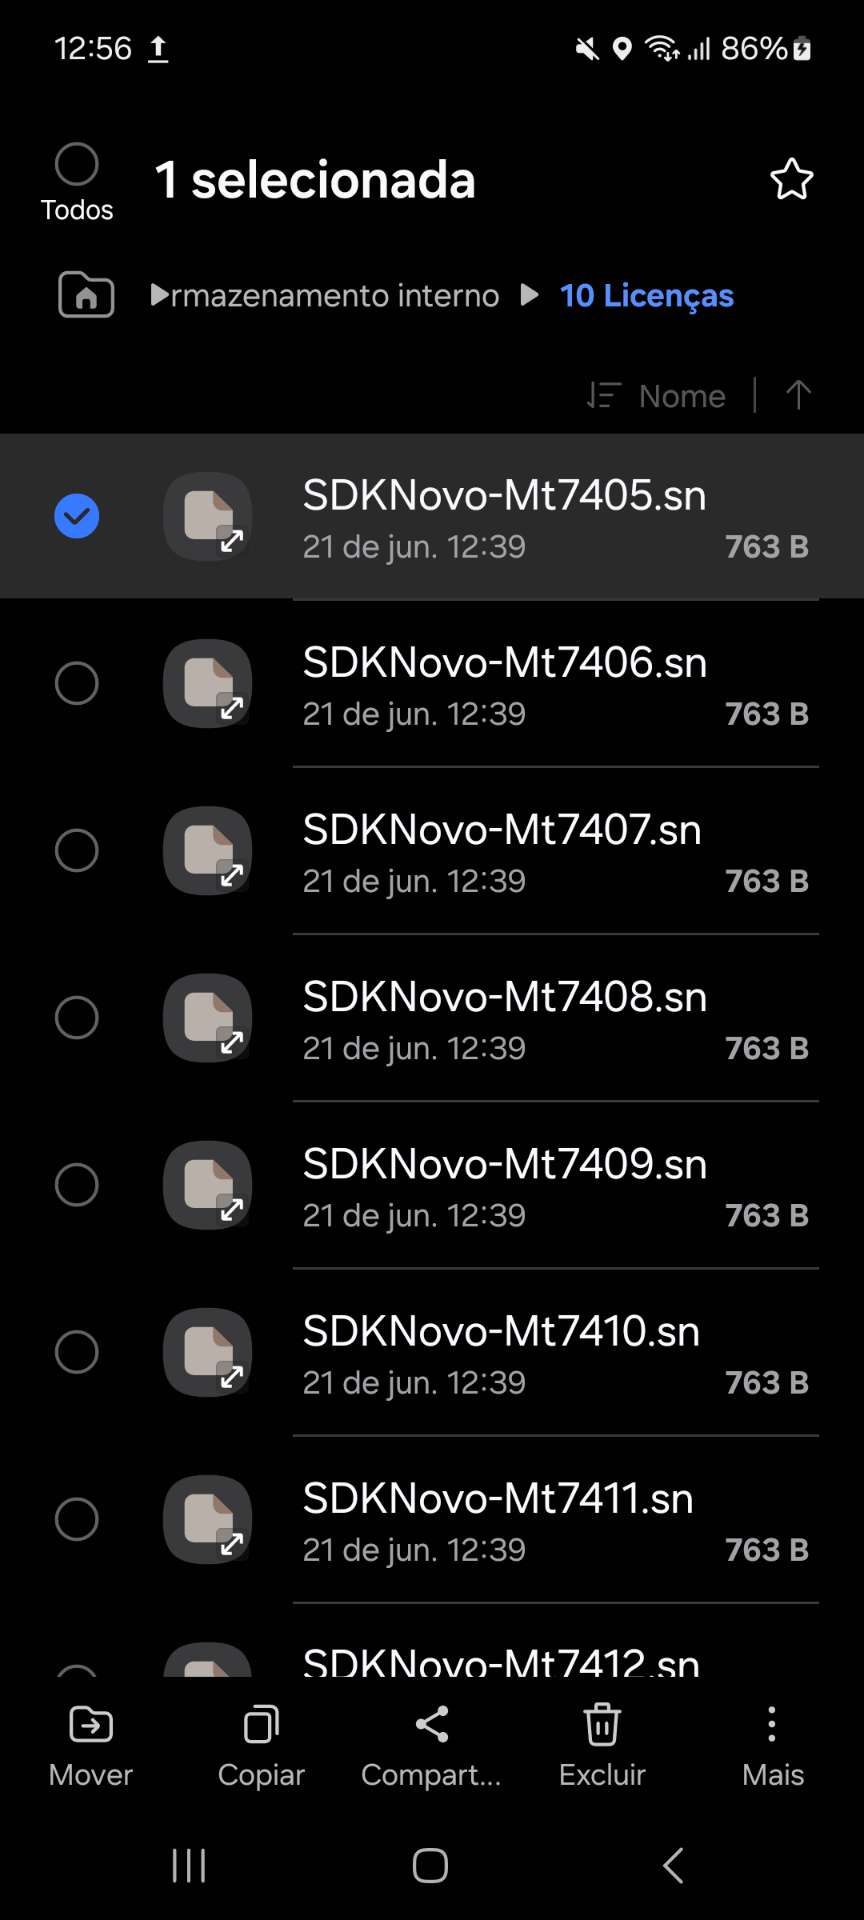 12:56 86%
1 selecionada
Todos
rmazenamento interno 10 Licenças
Nome
SDKNovo-Mt7405.sn
21 de jun. 12:39 763 B
SDKNovo-Mt7406.sn
21 de jun. 12:39 763 B
SDKNovo-Mt7407.sn
21 de jun. 12:39 763 B
SDKNovo-Mt7408.sn
21 de jun. 12:39 763 B
SDKNovo-Mt7409.sn
21 de jun. 12:39 763 B
SDKNovo-Mt7410.sn
21 de jun. 12:39 763 B
SDKNovo-Mt7411.sn
21 de jun. 12:39 763 B
SDKNovo-Mt7412.sn
Mover Copiar Compart... Excluir Mais